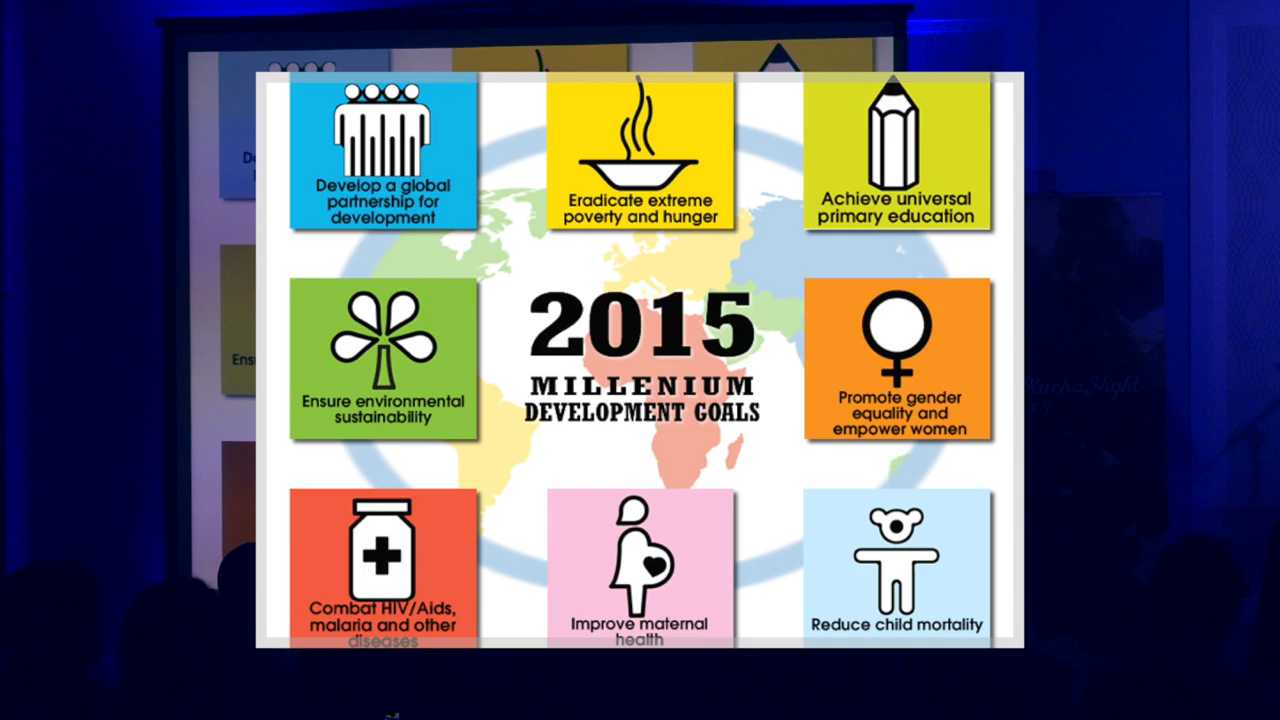 Develop a global
partnership for
development
Eradicate extreme
poverty and hunger
Achieve universal
primary education
Ensure environmental
sustainability
2015
MILLENIUM
DEVELOPMENT GOALS
Promote gender
equality and
empower women
Combat HIV/Aids,
malaria and other
diseases
Improve maternal
health
Reduce child mortality